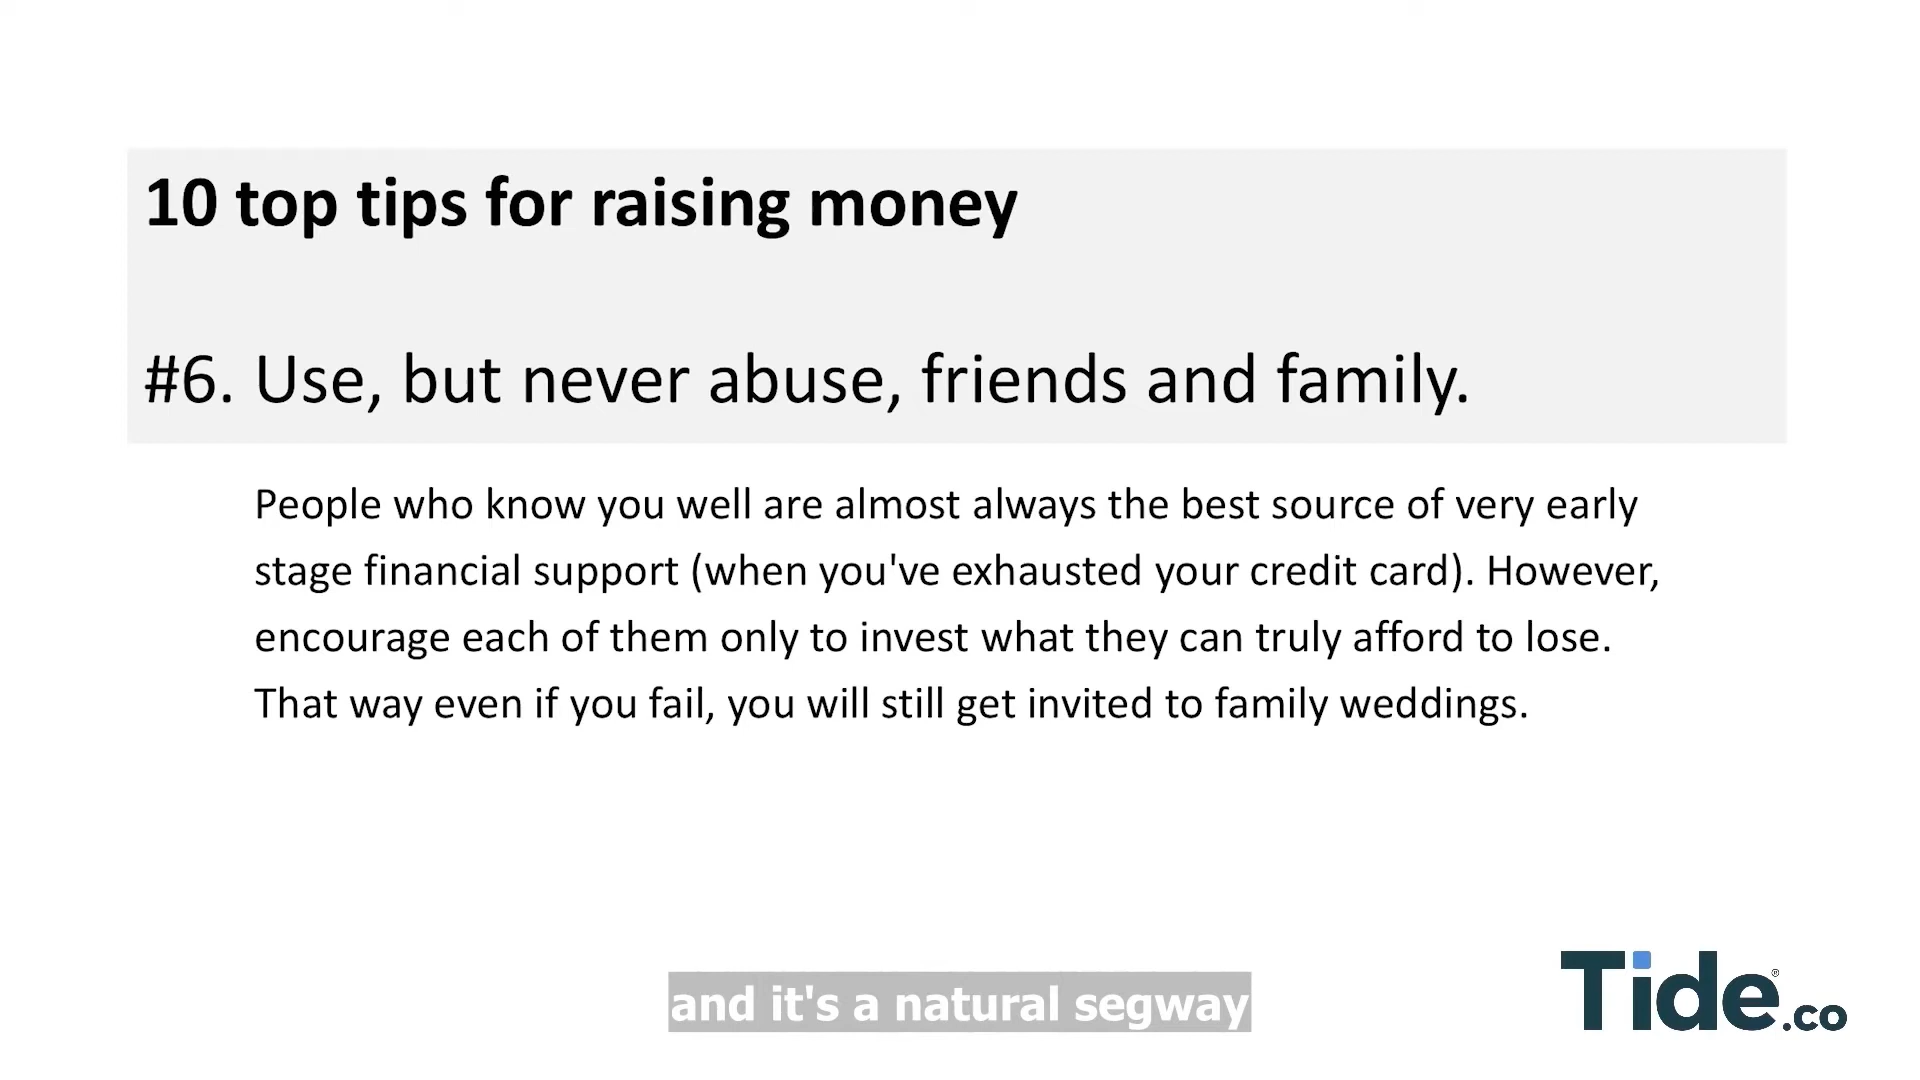 10 top tips for raising money
#6. Use, but never abuse, friends and family.
People who know you well are almost always the best source of very early
stage financial support (when you've exhausted your credit card). However,
encourage each of them only to invest what they can truly afford to lose.
That way even if you fail, you will still get invited to family weddings.
and it's a natural segway
Tide®.co